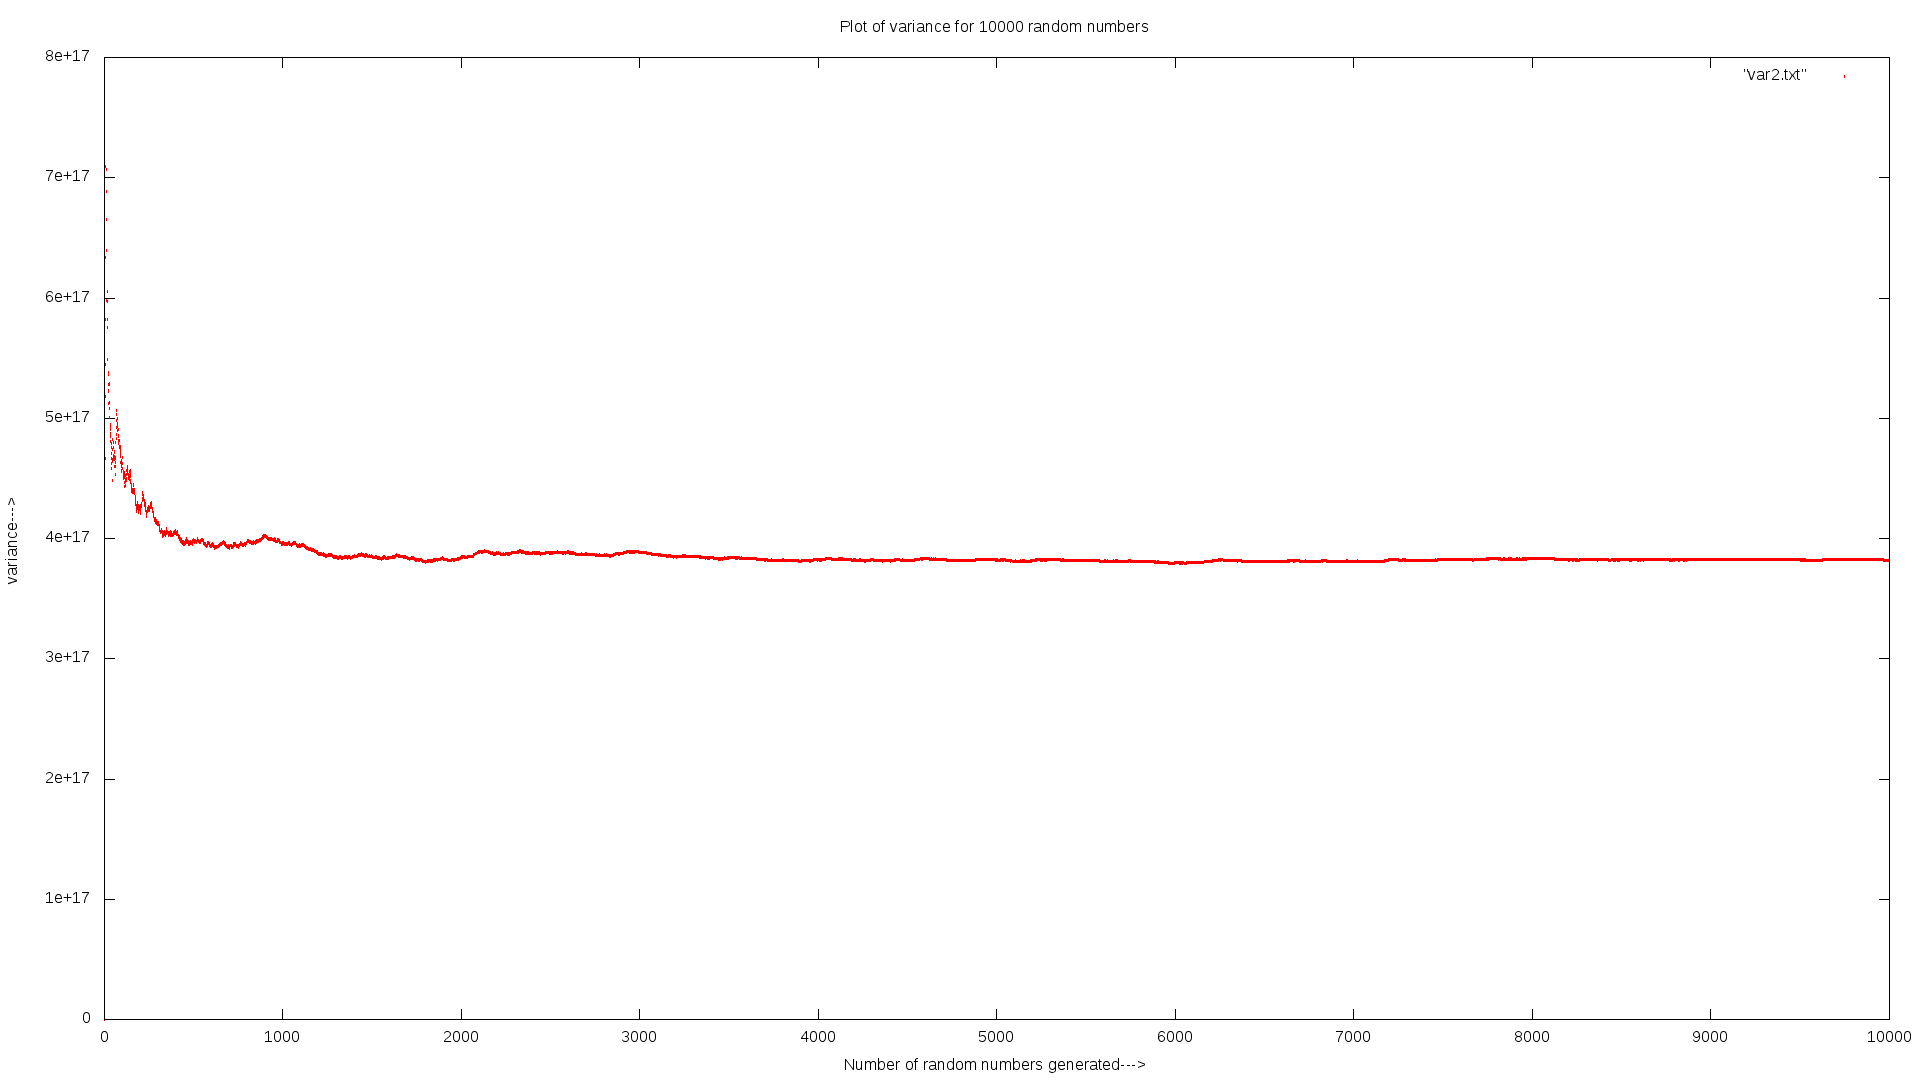 Plot of variance for 10000 random numbers
"var2.txt"
8e+17
7e+17
6e+17
5e+17
4e+17
3e+17
2e+17
1e+17
0
variance--->
0 1000 2000 3000 4000 5000 6000 7000 8000 9000 10000
Number of random numbers generated--->